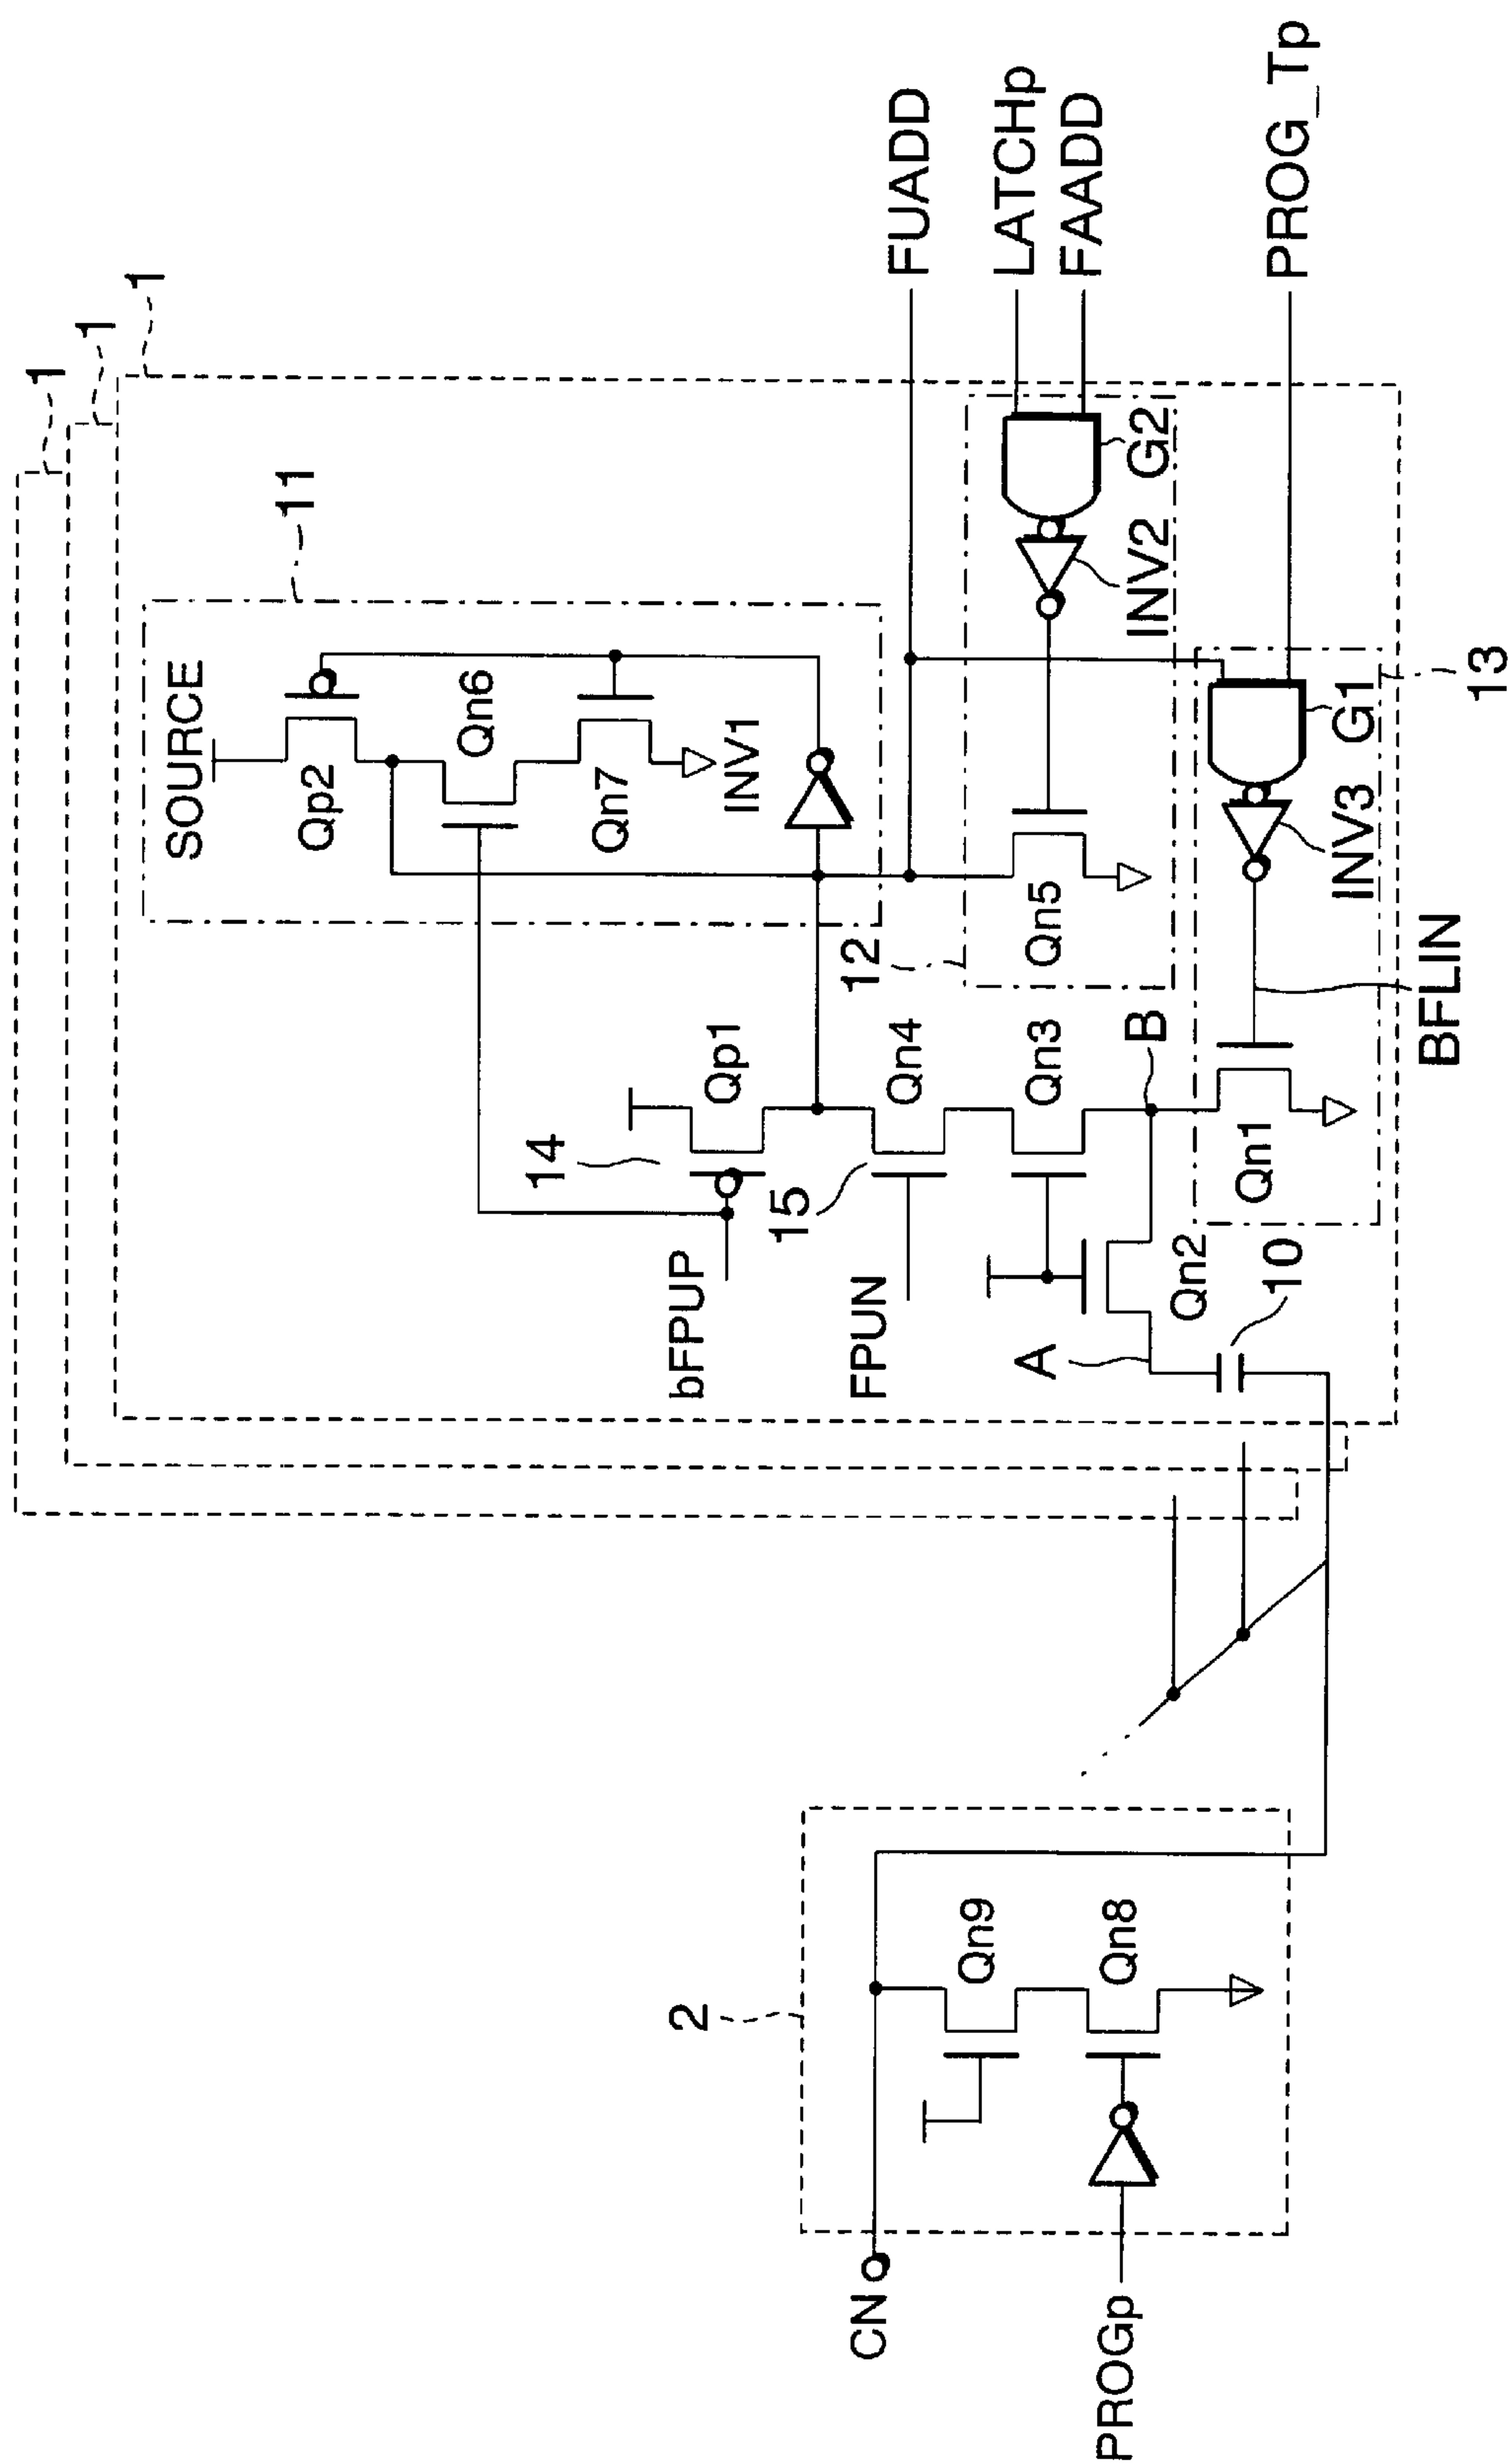 1
1
1
11
SOURCE
Qp2
Qn6
Qn7
INV1
FUADD
LATCHp
FAADD
PROG_Tp
14
Qp1
bFPUP
15
Qn4
FPUN
Qn3
12
Qn5
INV2
G2
B
A
Qn2
10
Qn1
INV3
G1
13
BFLIN
2
Qn9
Qn8
CN
PROGp